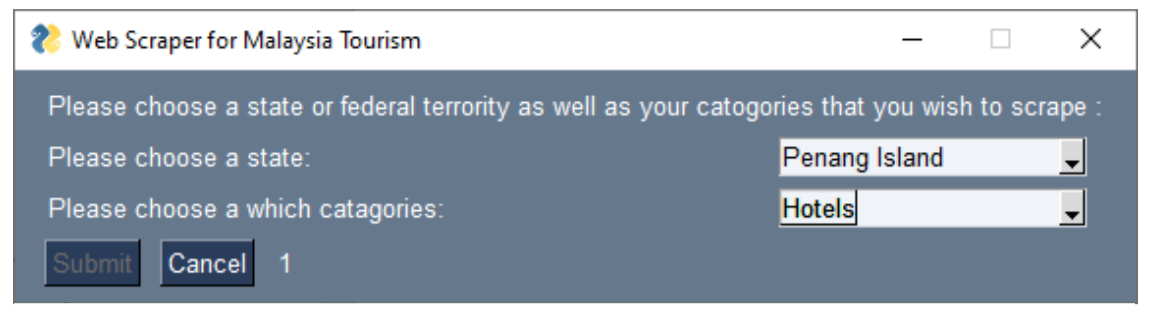 Web Scraper for Malaysia Tourism
Please choose a state or federal terrority as well as your catogories that you wish to scrape :
Please choose a state: Penang Island
Please choose a which catagories: Hotels
Submit Cancel 1